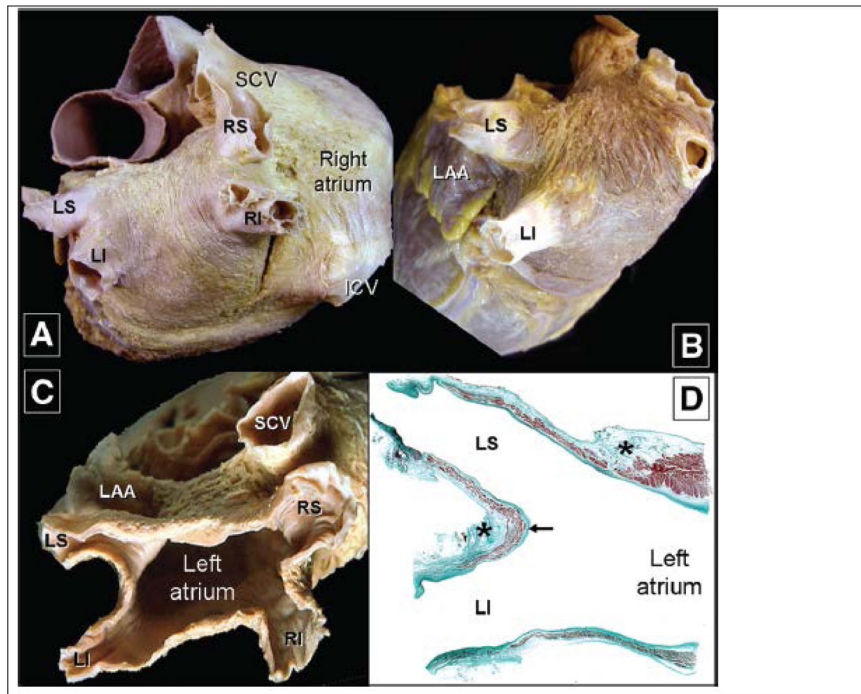 SCV
RS
Right
atrium
LS
RI
LI
ICV
A
LS
LAA
LI
B
C
SCV
LAA
RS
LS
Left
atrium
LI
RI
D
LS
*
*
Left
atrium
LI